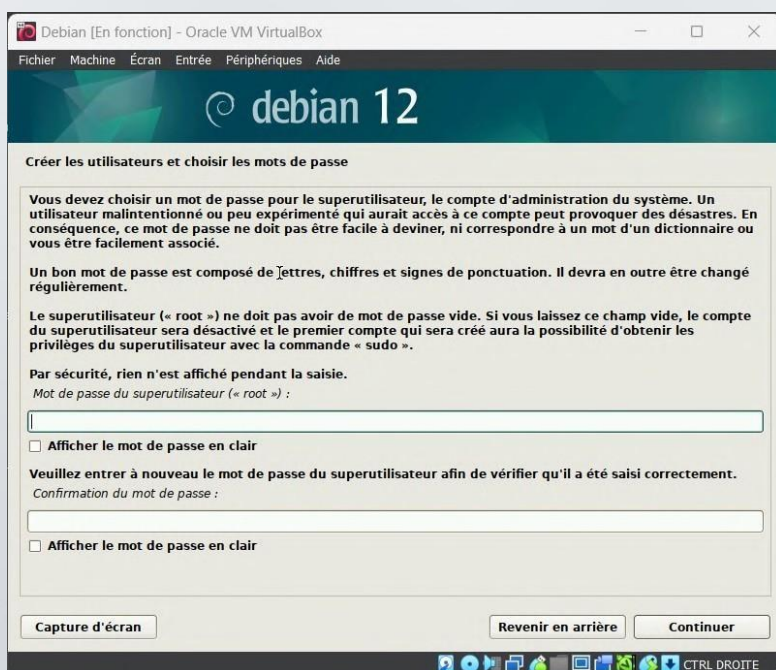 Debian [En fonction] - Oracle VM VirtualBox
Fichier Machine Écran Entrée Périphériques Aide
debian 12
Créer les utilisateurs et choisir les mots de passe
Vous devez choisir un mot de passe pour le superutilisateur, le compte d'administration du système. Un
utilisateur malintentionné ou peu expérimenté qui aurait accès à ce compte peut provoquer des désastres. En
conséquence, ce mot de passe ne doit pas être facile à deviner, ni correspondre à un mot d'un dictionnaire ou
vous être facilement associé.
Un bon mot de passe est composé de lettres, chiffres et signes de ponctuation. Il devra en outre être changé
régulièrement.
Le superutilisateur (« root ») ne doit pas avoir de mot de passe vide. Si vous laissez ce champ vide, le compte
du superutilisateur sera désactivé et le premier compte qui sera créé aura la possibilité d'obtenir les
privilèges du superutilisateur avec la commande « sudo ».
Par sécurité, rien n'est affiché pendant la saisie.
Mot de passe du superutilisateur (« root ») :
Afficher le mot de passe en clair
Veuillez entrer à nouveau le mot de passe du superutilisateur afin de vérifier qu'il a été saisi correctement.
Confirmation du mot de passe :
Afficher le mot de passe en clair
Capture d'écran Revenir en arrière Continuer
CTRL DROITE